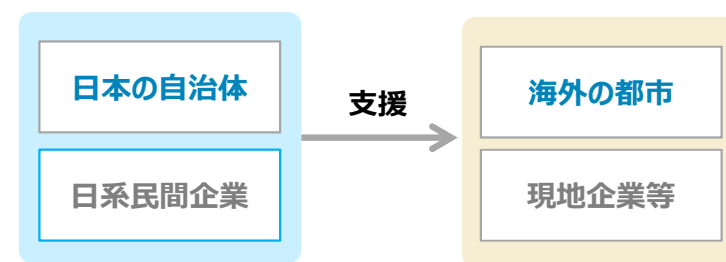 日本の自治体
日系民間企業
支援
海外の都市
現地企業等